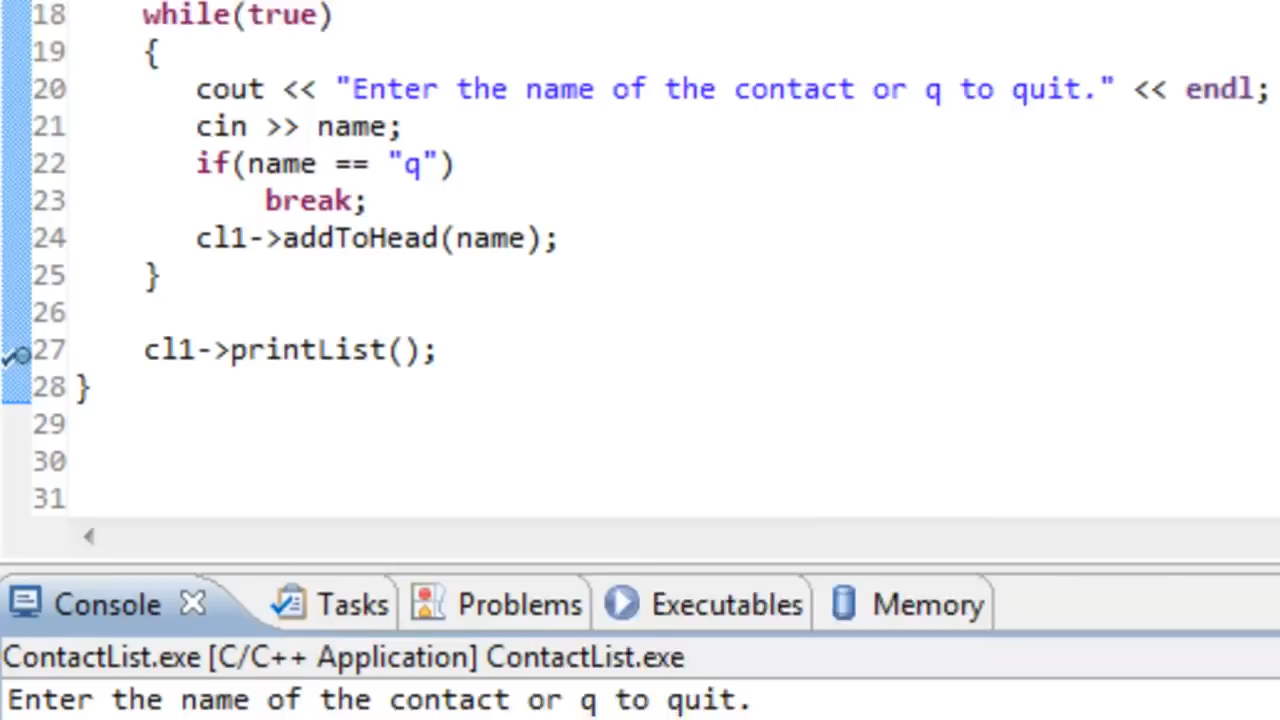 18 while(true)
19 {
20 cout << "Enter the name of the contact or q to quit." << endl;
21 cin >> name;
22 if(name == "q")
23 break;
24 cl1->addToHead(name);
25 }
26
27 cl1->printList();
28 }
29
30
31
Console Tasks Problems Executables Memory
ContactList.exe [C/C++ Application] ContactList.exe
Enter the name of the contact or q to quit.